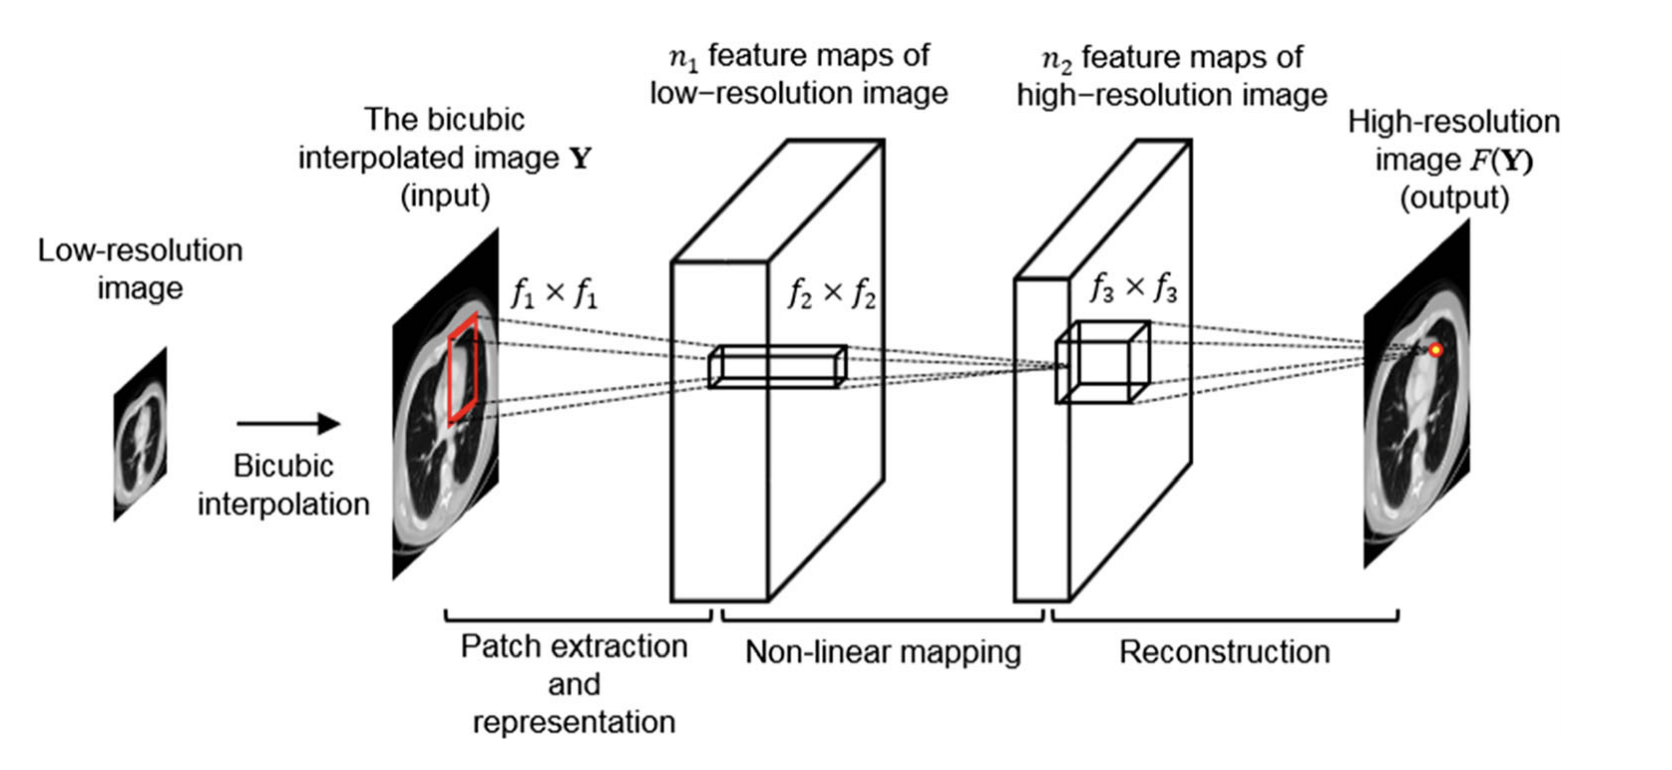 Low-resolution
image
Bicubic
interpolation
The bicubic
interpolated image Y
(input)
f₁ × f₁
n₁ feature maps of
low−resolution image
f₂ × f₂
n₂ feature maps of
high−resolution image
f₃ × f₃
High-resolution
image F(Y)
(output)
Patch extraction
and
representation
Non-linear mapping
Reconstruction